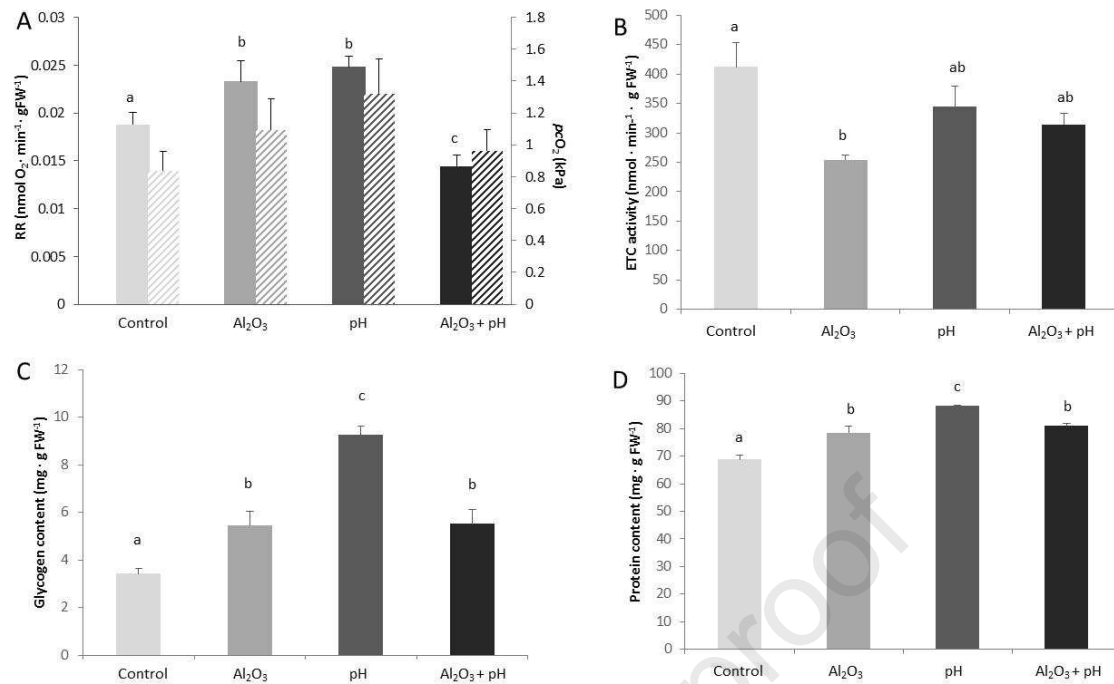 A
0.03
0.025
0.02
0.015
0.01
0.005
0
RR (nmol O₂· min⁻¹· gFW⁻¹)
1.8
1.6
1.4
1.2
1
0.8
0.6
0.4
0.2
0
pcO₂ (kPa)
a
b
b
c
Control
Al₂O₃
pH
Al₂O₃ + pH
B
500
450
400
350
300
250
200
150
100
50
0
ETC activity (nmol · min⁻¹ · g FW⁻¹)
a
b
ab
ab
Control
Al₂O₃
pH
Al₂O₃ + pH
C
12
10
8
6
4
2
0
Glycogen content (mg · g FW⁻¹)
a
b
c
b
Control
Al₂O₃
pH
Al₂O₃ + pH
D
100
90
80
70
60
50
40
30
20
10
0
Protein content (mg · g FW⁻¹)
a
b
c
b
Control
Al₂O₃
pH
Al₂O₃ + pH
proof